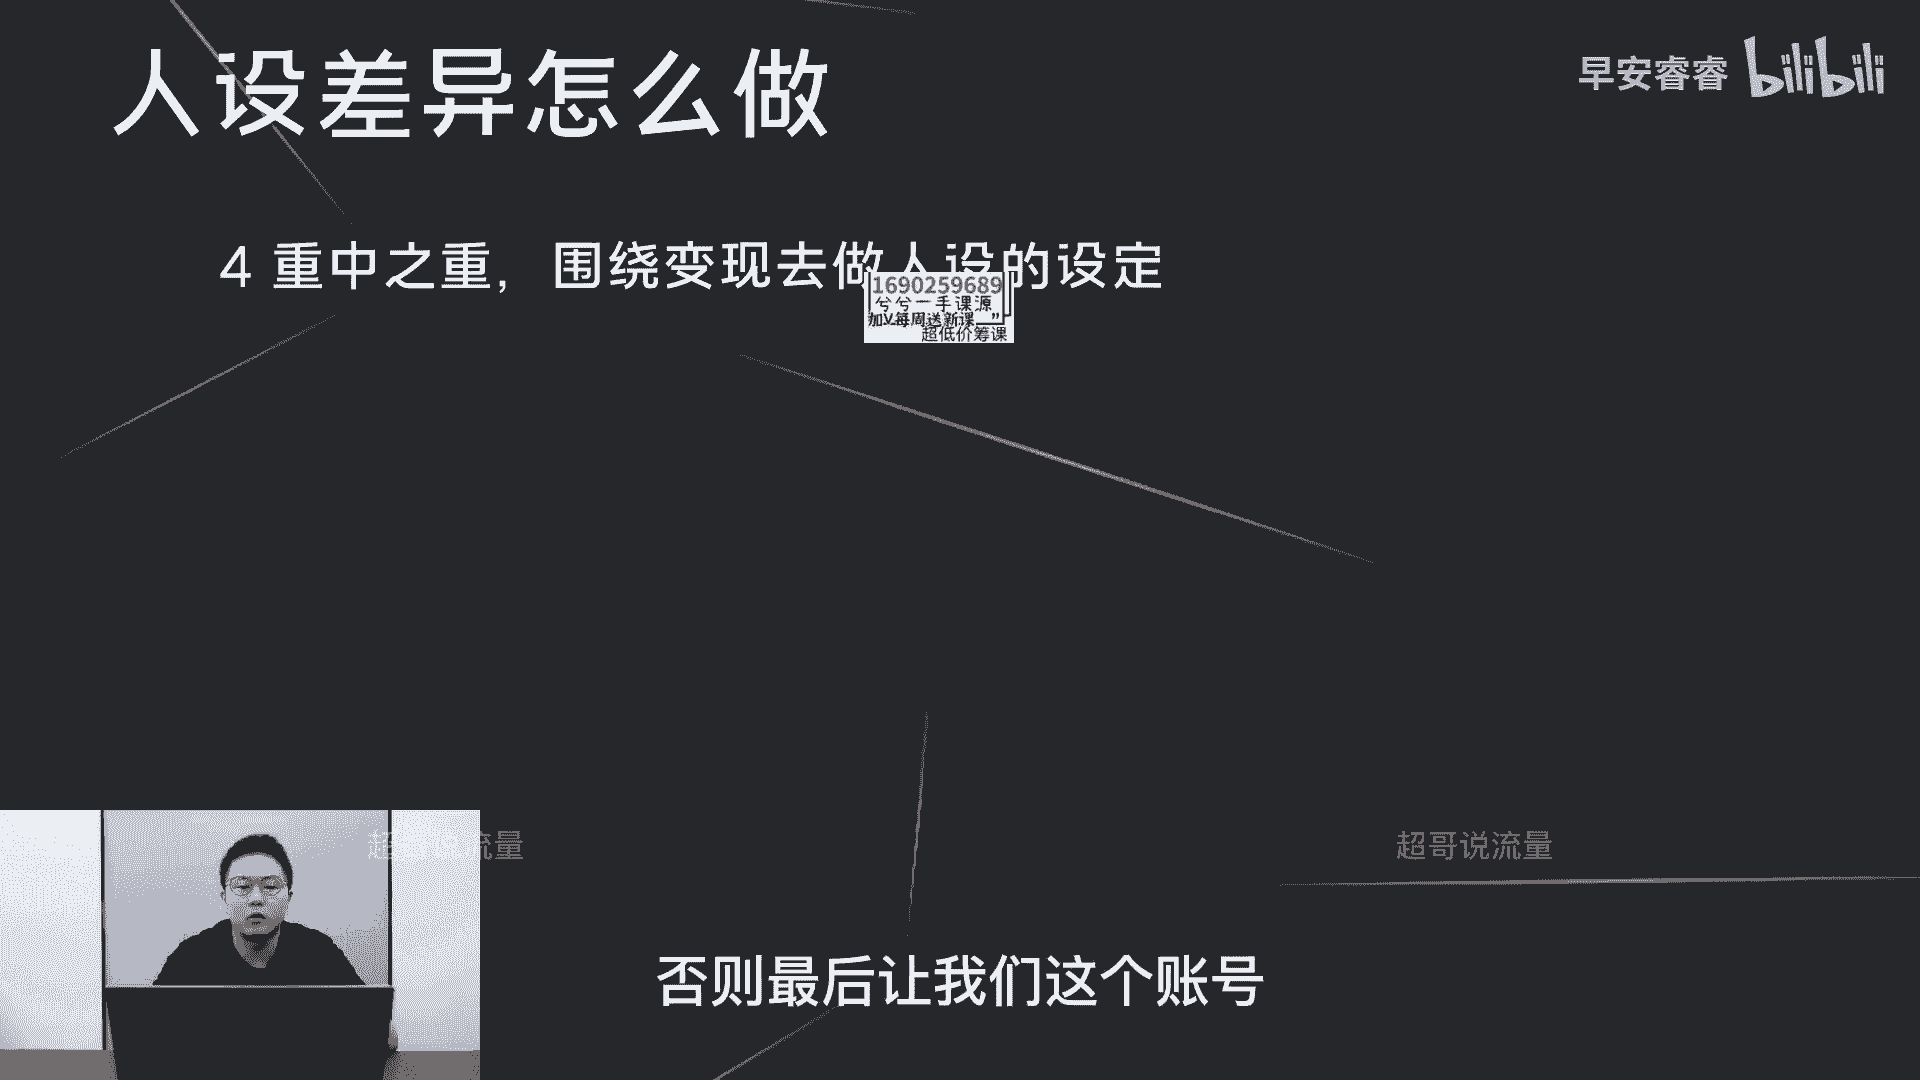 人设差异怎么做
早安睿睿 bilibili
4 重中之重，围绕变现去做人设的设定
1690259689
兮兮一手课源
加V每周送新课
超低价筹课
超哥说流量
超哥说流量
否则最后让我们这个账号